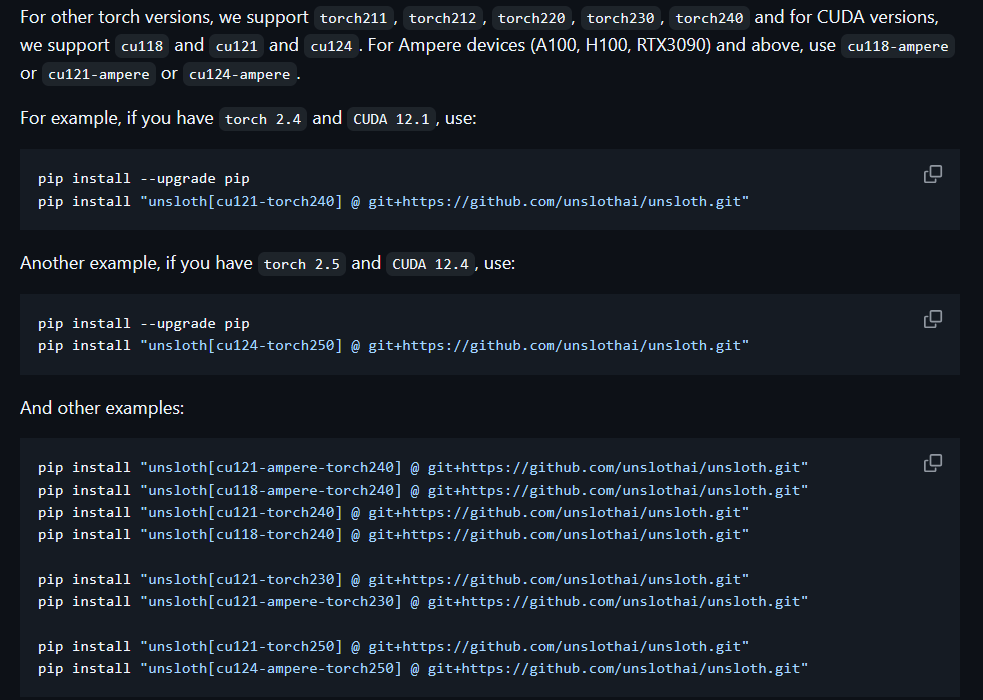 For other torch versions, we support torch211, torch212, torch220, torch230, torch240 and for CUDA versions,
we support cu118 and cu121 and cu124. For Ampere devices (A100, H100, RTX3090) and above, use cu118-ampere
or cu121-ampere or cu124-ampere.
For example, if you have torch 2.4 and CUDA 12.1, use:
pip install --upgrade pip
pip install "unsloth[cu121-torch240] @ git+https://github.com/unslothai/unsloth.git"
Another example, if you have torch 2.5 and CUDA 12.4, use:
pip install --upgrade pip
pip install "unsloth[cu124-torch250] @ git+https://github.com/unslothai/unsloth.git"
And other examples:
pip install "unsloth[cu121-ampere-torch240] @ git+https://github.com/unslothai/unsloth.git"
pip install "unsloth[cu118-ampere-torch240] @ git+https://github.com/unslothai/unsloth.git"
pip install "unsloth[cu121-torch240] @ git+https://github.com/unslothai/unsloth.git"
pip install "unsloth[cu118-torch240] @ git+https://github.com/unslothai/unsloth.git"
pip install "unsloth[cu121-torch230] @ git+https://github.com/unslothai/unsloth.git"
pip install "unsloth[cu121-ampere-torch230] @ git+https://github.com/unslothai/unsloth.git"
pip install "unsloth[cu121-torch250] @ git+https://github.com/unslothai/unsloth.git"
pip install "unsloth[cu124-ampere-torch250] @ git+https://github.com/unslothai/unsloth.git"